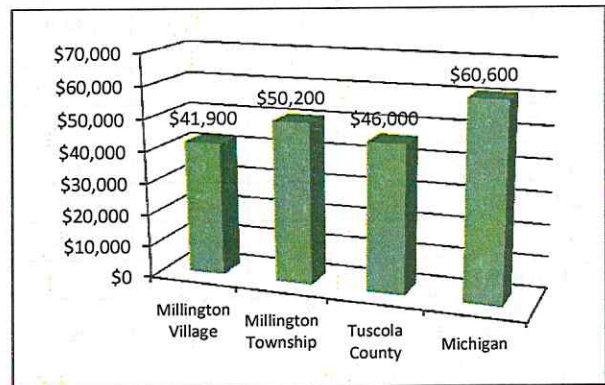 $70,000
$60,000
$50,000
$40,000
$30,000
$20,000
$10,000
$0
$41,900
$50,200
$46,000
$60,600
Millington
Village
Millington
Township
Tuscola
County
Michigan